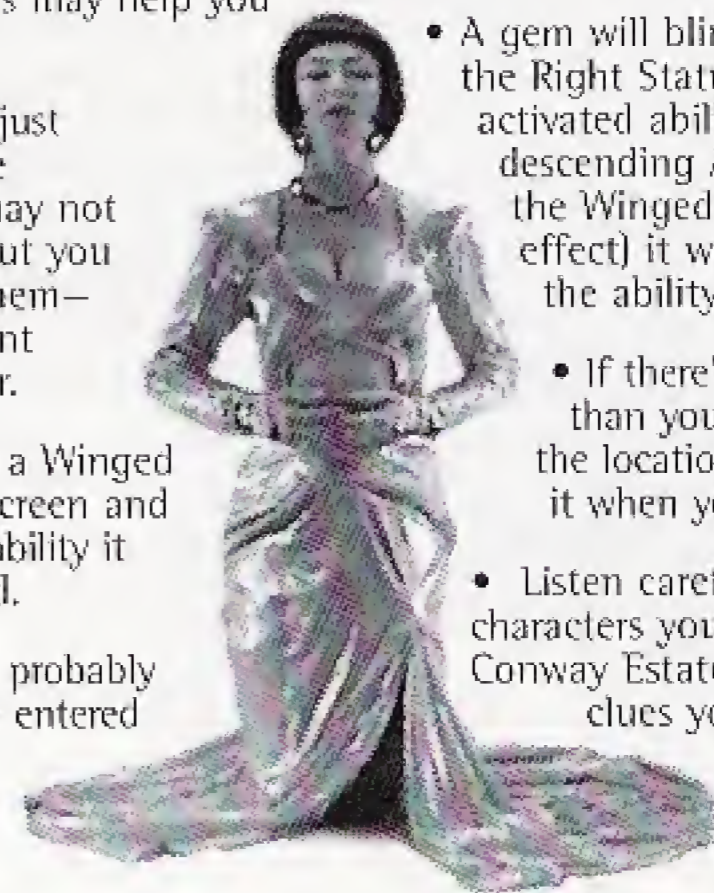 s may help you
just
may not
ut you
em—
nt
r.
a Winged
creen and
bility it
l.
probably
entered
• A gem will blin
the Right Statu
activated abil
descending
the Winged
effect) it w
the ability
• If there'
than you
the locatio
it when yo
• Listen caref
characters you
Conway Estate
clues yo